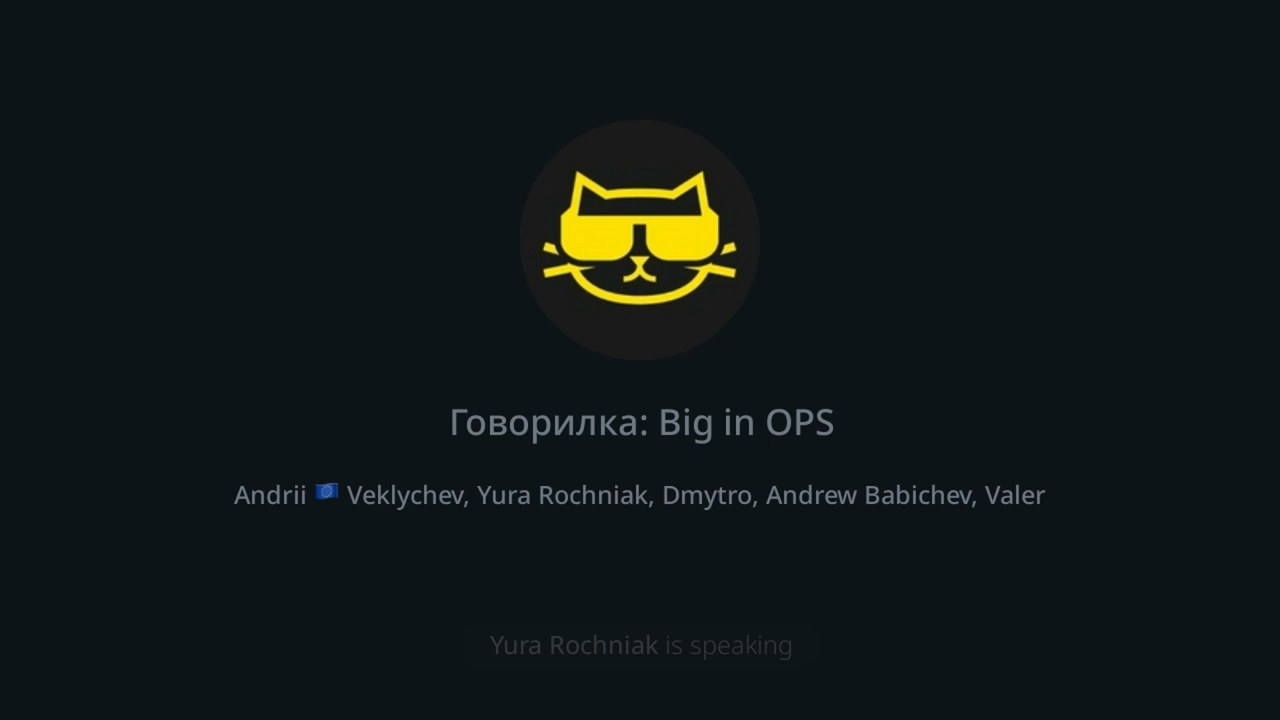 Говорилка: Big in OPS
Andrii 🇪🇺 Veklychev, Yura Rochniak, Dmytro, Andrew Babichev, Valer
Yura Rochniak is speaking